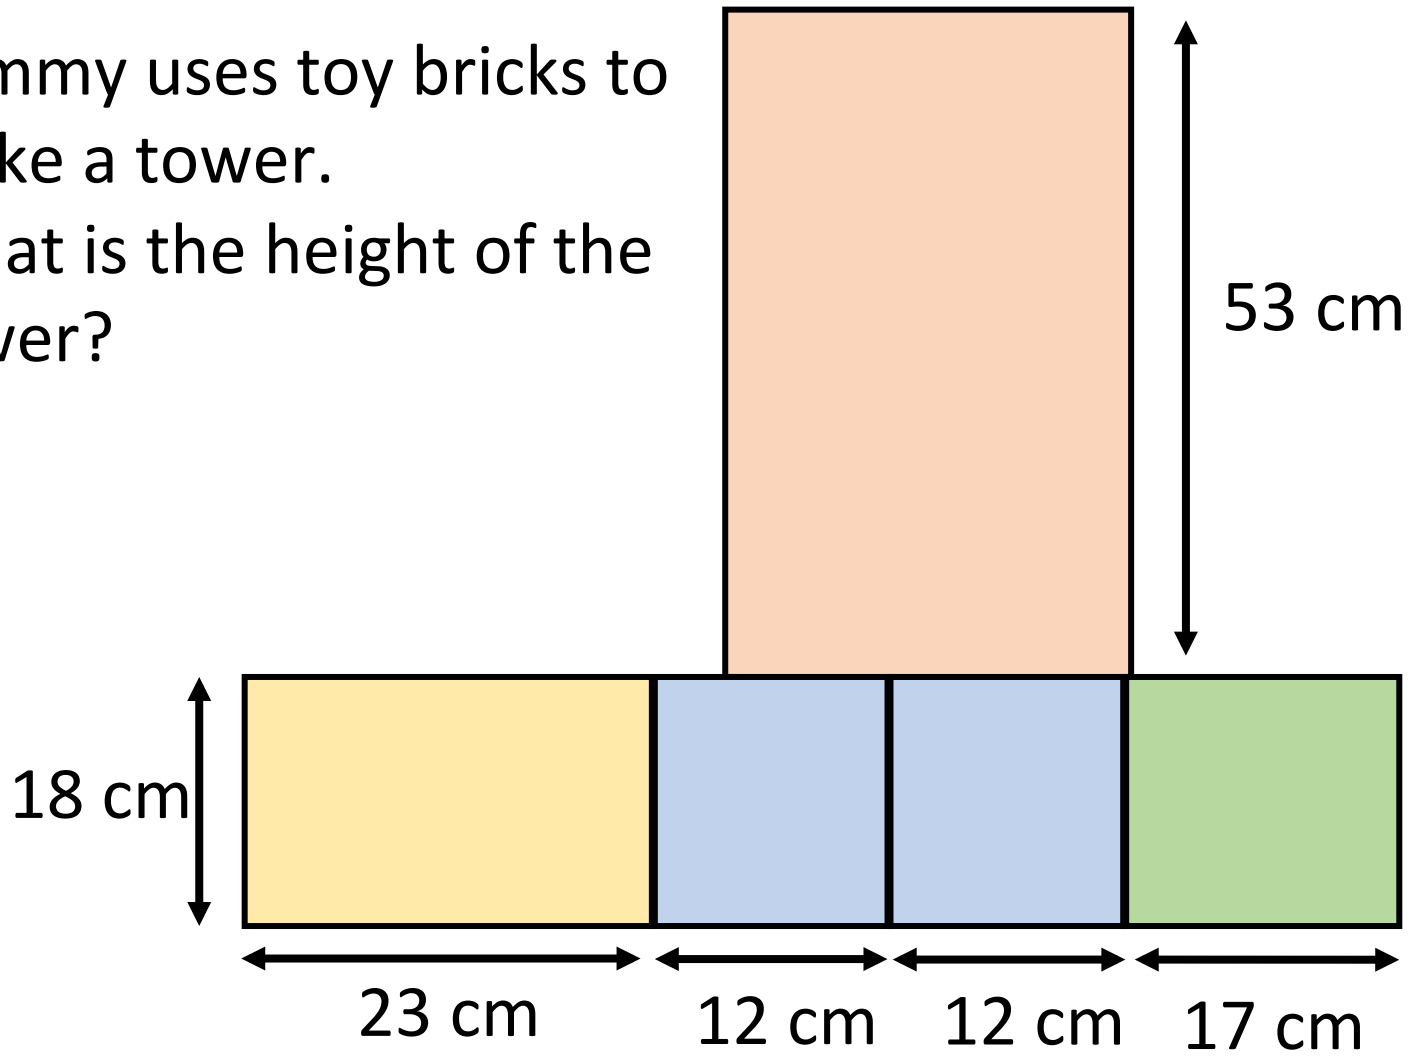 mmy uses toy bricks to
ke a tower.
at is the height of the
wer?
53 cm
18 cm
23 cm
12 cm
12 cm
17 cm